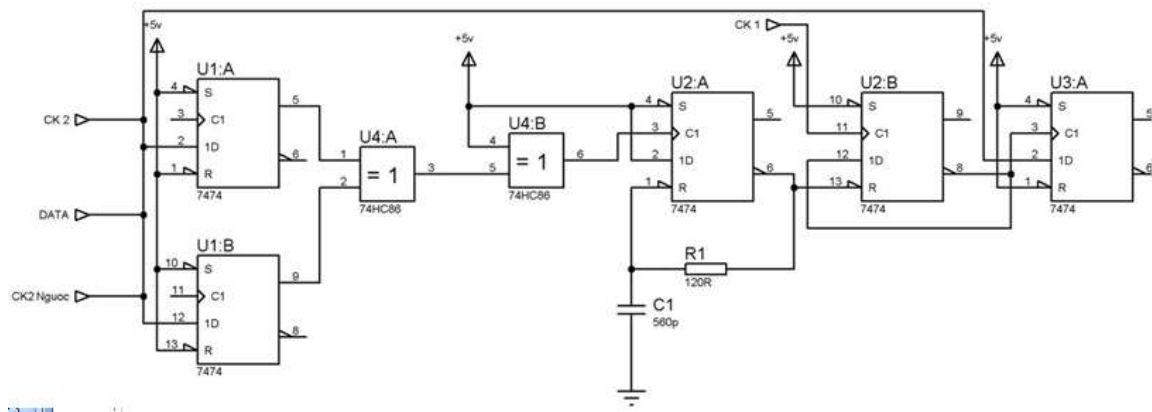 +5v
U1:A
4
S
5
3
C1
2
1D
6
1
R
7474
CK 2
DATA
CK2 Nguoc
U1:B
10
S
9
11
C1
12
1D
8
13
R
7474
U4:A
1
3
2
= 1
74HC86
+5v
U4:B
4
6
5
= 1
74HC86
U2:A
4
S
5
3
C1
2
1D
6
1
R
7474
R1
120R
C1
560p
CK 1
+5v
U2:B
10
S
9
11
C1
12
1D
8
13
R
7474
+5v
U3:A
4
S
5
3
C1
2
1D
6
1
R
7474